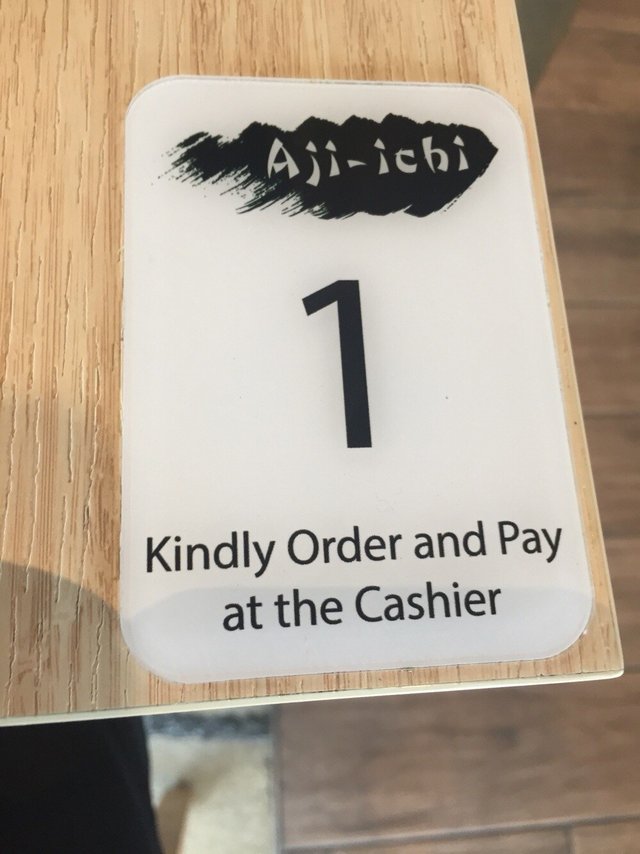 Aji-ichi
1
Kindly Order and Pay
at the Cashier